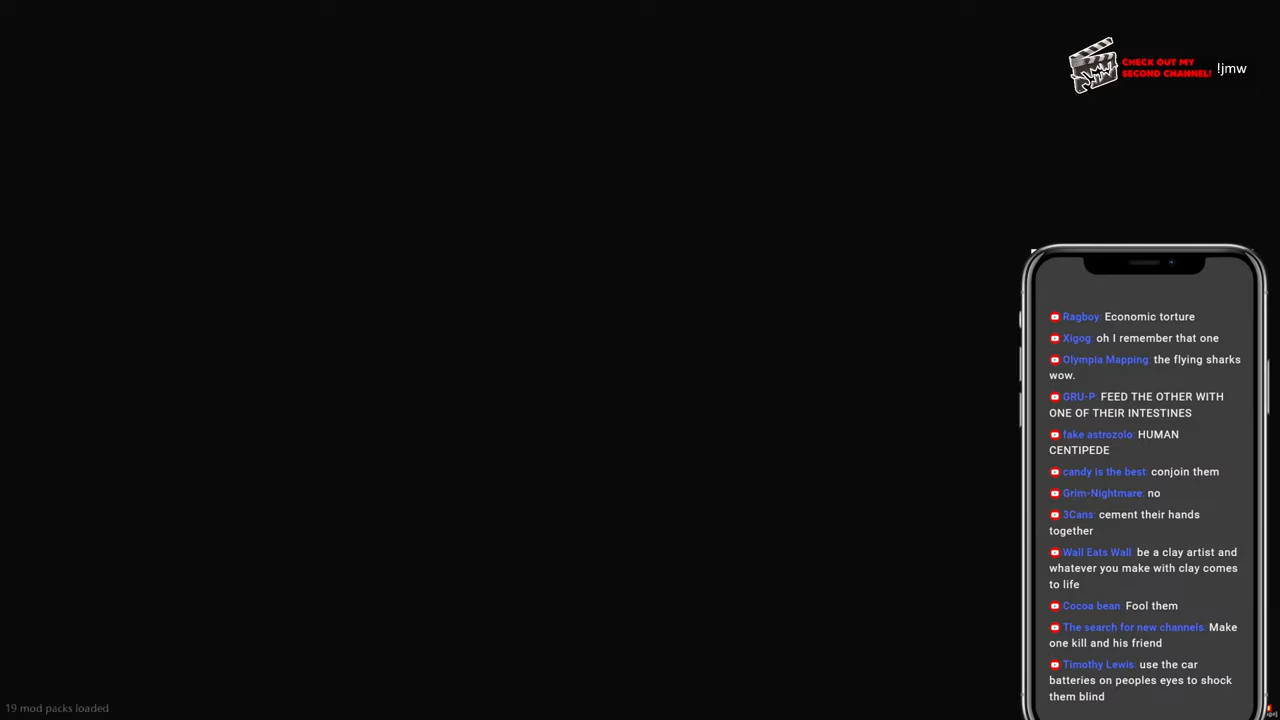 CHECK OUT MY
SECOND CHANNEL!
!jmw
Ragboy: Economic torture
Xigog: oh I remember that one
Olympia Mapping: the flying sharks
wow.
GRU-P: FEED THE OTHER WITH
ONE OF THEIR INTESTINES
fake astrozolo: HUMAN
CENTIPEDE
candy is the best: conjoin them
Grim-Nightmare: no
3Cans: cement their hands
together
Wall Eats Wall: be a clay artist and
whatever you make with clay comes
to life
Cocoa bean: Fool them
The search for new channels: Make
one kill and his friend
Timothy Lewis: use the car
batteries on peoples eyes to shock
them blind
19 mod packs loaded